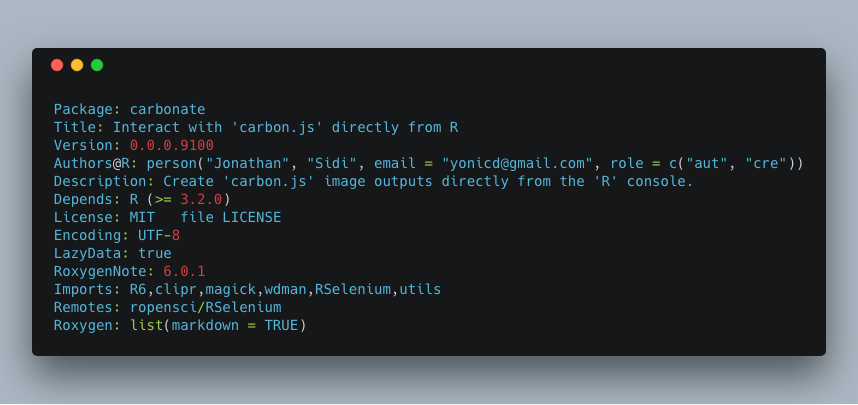 Package: carbonate
Title: Interact with 'carbon.js' directly from R
Version: 0.0.0.9100
Authors@R: person("Jonathan", "Sidi", email = "yonicd@gmail.com", role = c("aut", "cre"))
Description: Create 'carbon.js' image outputs directly from the 'R' console.
Depends: R (>= 3.2.0)
License: MIT   file LICENSE
Encoding: UTF-8
LazyData: true
RoxygenNote: 6.0.1
Imports: R6,clipr,magick,wdman,RSelenium,utils
Remotes: ropensci/RSelenium
Roxygen: list(markdown = TRUE)